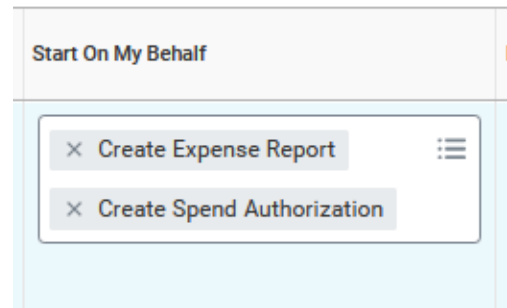 Start On My Behalf
× Create Expense Report
× Create Spend Authorization